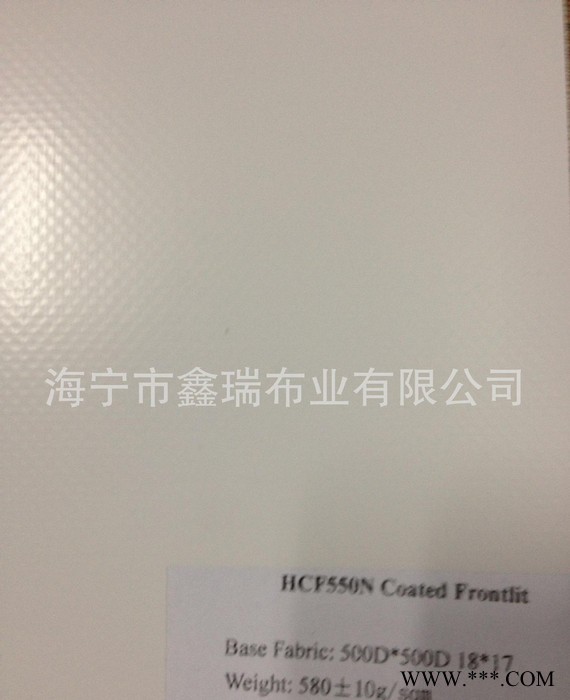 海宁市鑫瑞布业有限公司
HCF550N Coated Frontlit
Base Fabric: 500D*500D 18*17
Weight: 580±10g/sqm
WWW.***.COM